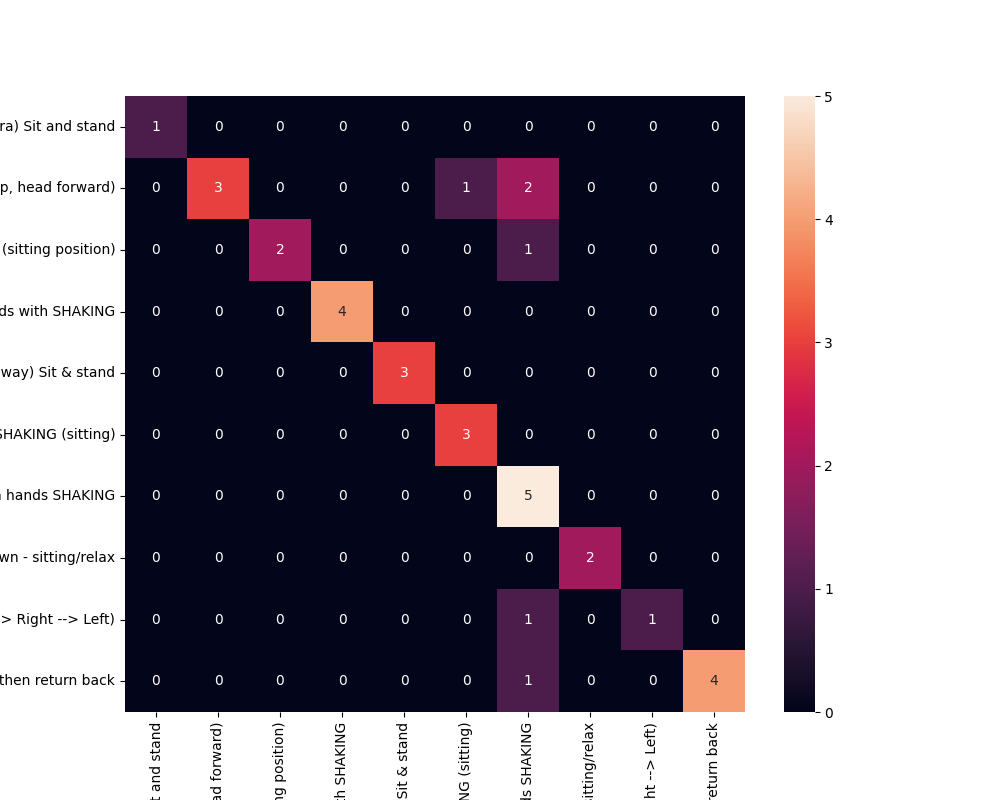 5
ra) Sit and stand 1 0 0 0 0 0 0 0 0 0
p, head forward) 0 3 0 0 0 1 2 0 0 0
4
(sitting position) 0 0 2 0 0 0 1 0 0 0
ds with SHAKING 0 0 0 4 0 0 0 0 0 0
3
way) Sit & stand 0 0 0 0 3 0 0 0 0 0
SHAKING (sitting) 0 0 0 0 0 3 0 0 0 0
2
hands SHAKING 0 0 0 0 0 0 5 0 0 0
wn - sitting/relax 0 0 0 0 0 0 0 2 0 0
1
> Right --> Left) 0 0 0 0 0 0 1 0 1 0
then return back 0 0 0 0 0 0 1 0 0 4
0
t and stand
ad forward)
ng position)
th SHAKING
Sit & stand
NG (sitting)
ds SHAKING
sitting/relax
ht --> Left)
return back